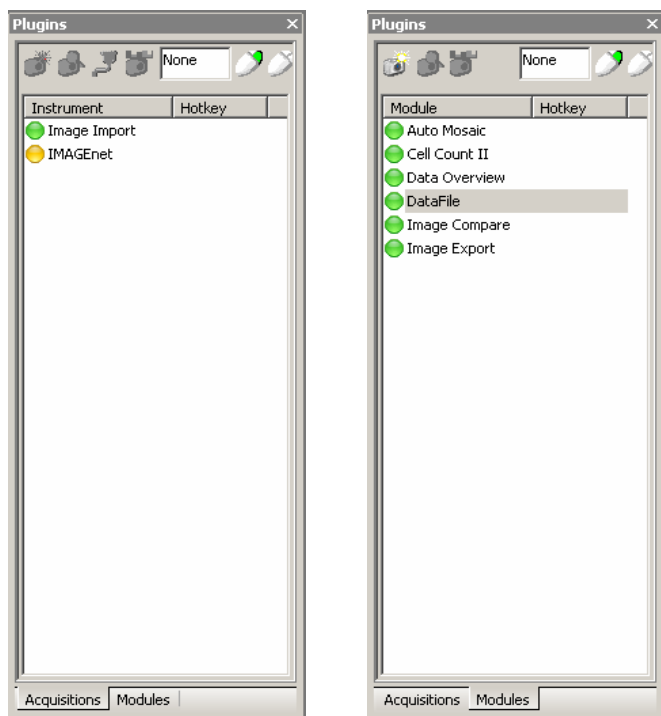 Plugins
None
Instrument Hotkey
Image Import
IMAGEnet
Acquisitions Modules
Plugins
None
Module Hotkey
Auto Mosaic
Cell Count II
Data Overview
DataFile
Image Compare
Image Export
Acquisitions Modules